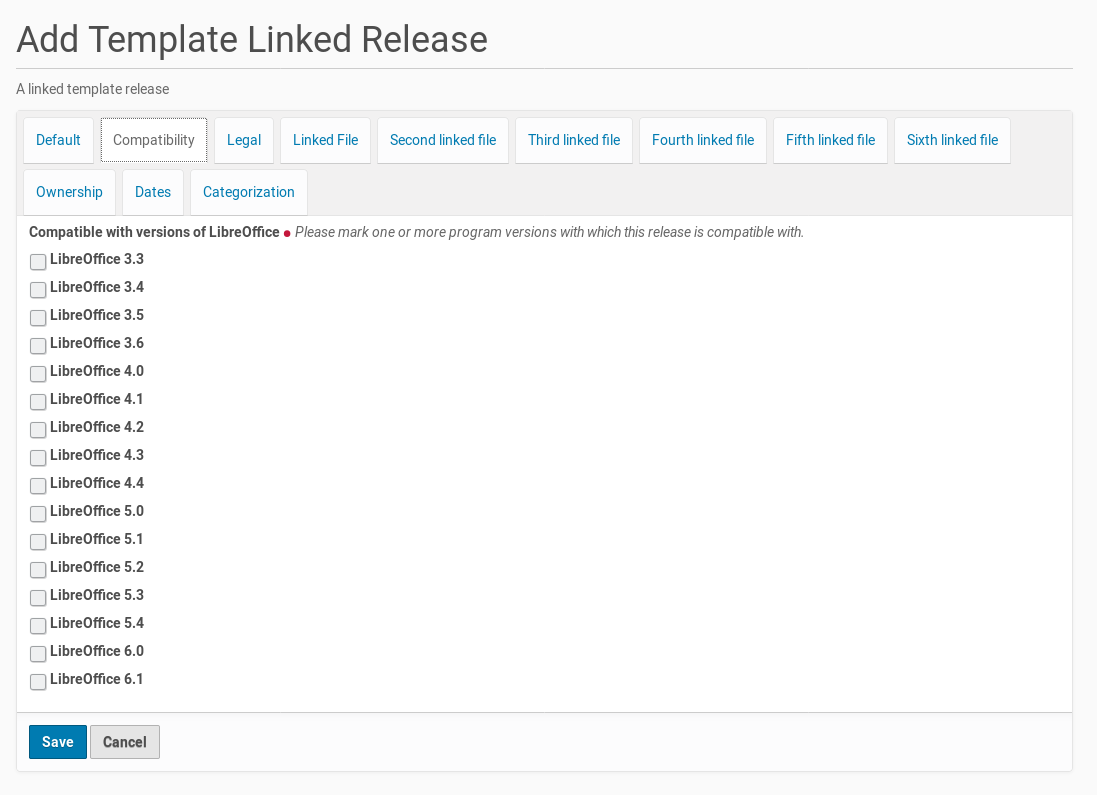 Add Template Linked Release
A linked template release
Default Compatibility Legal Linked File Second linked file Third linked file Fourth linked file Fifth linked file Sixth linked file
Ownership Dates Categorization
Compatible with versions of LibreOffice Please mark one or more program versions with which this release is compatible with.
LibreOffice 3.3
LibreOffice 3.4
LibreOffice 3.5
LibreOffice 3.6
LibreOffice 4.0
LibreOffice 4.1
LibreOffice 4.2
LibreOffice 4.3
LibreOffice 4.4
LibreOffice 5.0
LibreOffice 5.1
LibreOffice 5.2
LibreOffice 5.3
LibreOffice 5.4
LibreOffice 6.0
LibreOffice 6.1
Save Cancel